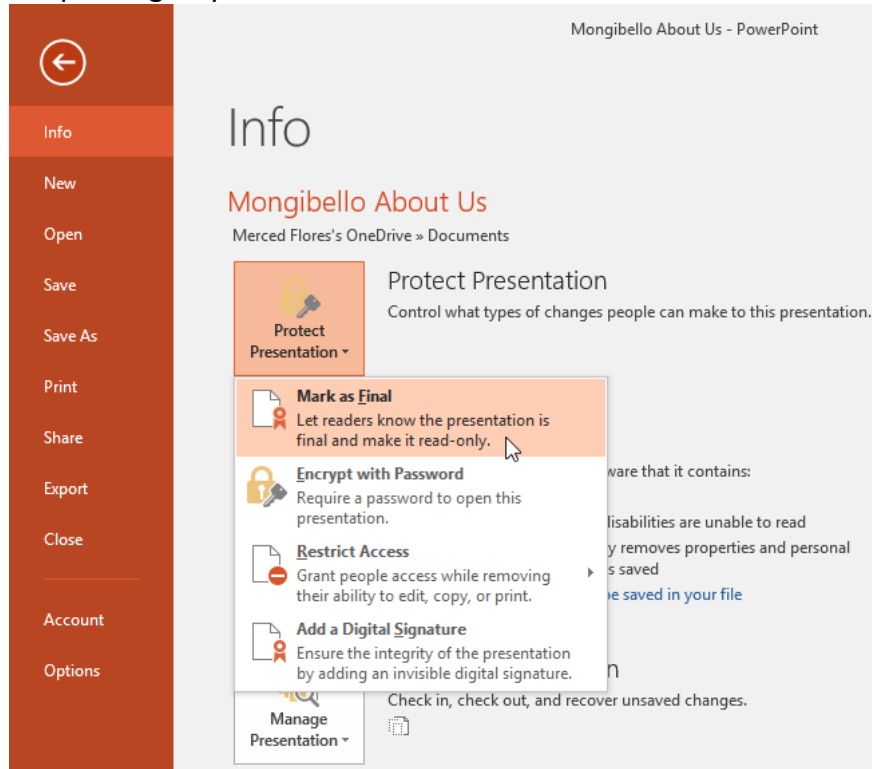 Mongibello About Us - PowerPoint
Info
New
Open
Save
Save As
Print
Share
Export
Close
Account
Options
Info
Mongibello About Us
Merced Flores's OneDrive » Documents
Protect
Presentation
Protect Presentation
Control what types of changes people can make to this presentation.
Mark as Final
Let readers know the presentation is
final and make it read-only.
Encrypt with Password
Require a password to open this
presentation.
Restrict Access
Grant people access while removing
their ability to edit, copy, or print.
Add a Digital Signature
Ensure the integrity of the presentation
by adding an invisible digital signature.
that it contains:
disabilities are unable to read
removes properties and personal
saved
saved in your file
Manage
Presentation
Check in, check out, and recover unsaved changes.